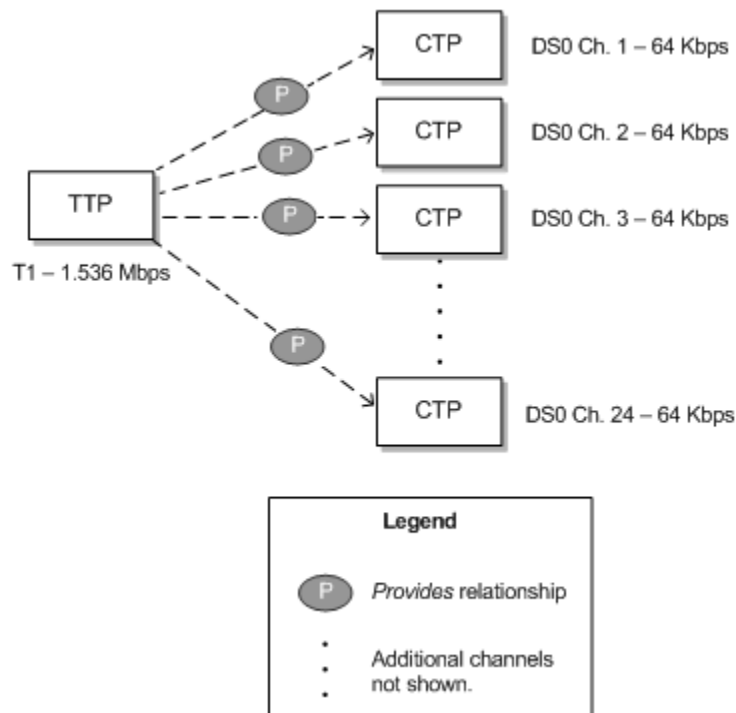 CTP
DS0 Ch. 1 – 64 Kbps
P
CTP
DS0 Ch. 2 – 64 Kbps
P
TTP
CTP
DS0 Ch. 3 – 64 Kbps
P
T1 – 1.536 Mbps
P
CTP
DS0 Ch. 24 – 64 Kbps
Legend
P
Provides relationship
Additional channels
not shown.